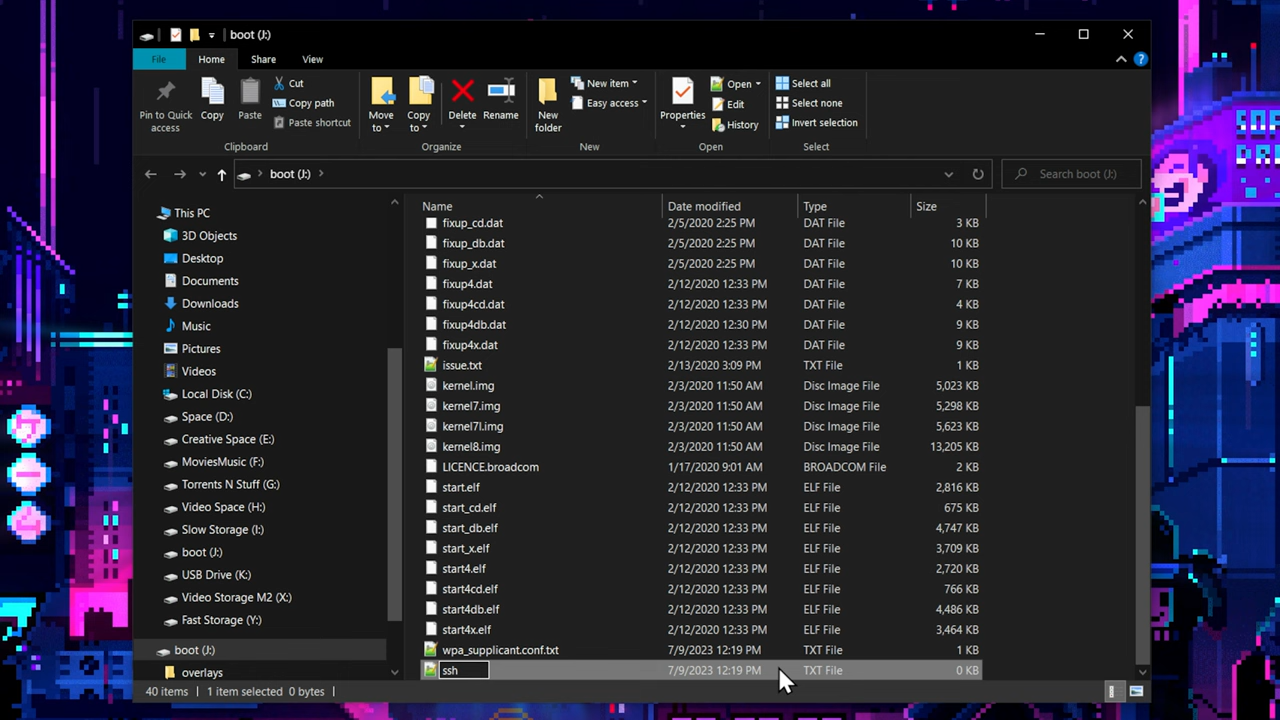 boot (J:)
File Home Share View
Pin to Quick access
Copy
Paste
Cut
Copy path
Paste shortcut
Clipboard
Move to
Copy to
Delete
Rename
Organize
New folder
New item
Easy access
New
Properties
Open
Edit
History
Open
Select all
Select none
Invert selection
Select
boot (J:)
Search boot (J:)
This PC
3D Objects
Desktop
Documents
Downloads
Music
Pictures
Videos
Local Disk (C:)
Space (D:)
Creative Space (E:)
MoviesMusic (F:)
Torrents N Stuff (G:)
Video Space (H:)
Slow Storage (I:)
boot (J:)
USB Drive (K:)
Video Storage M2 (X:)
Fast Storage (Y:)
boot (J:)
overlays
Name Date modified Type Size
fixup_cd.dat 2/5/2020 2:25 PM DAT File 3 KB
fixup_db.dat 2/5/2020 2:25 PM DAT File 10 KB
fixup_x.dat 2/5/2020 2:25 PM DAT File 10 KB
fixup4.dat 2/12/2020 12:33 PM DAT File 7 KB
fixup4cd.dat 2/12/2020 12:33 PM DAT File 4 KB
fixup4db.dat 2/12/2020 12:30 PM DAT File 9 KB
fixup4x.dat 2/12/2020 12:33 PM DAT File 9 KB
issue.txt 2/13/2020 3:09 PM TXT File 1 KB
kernel.img 2/3/2020 11:50 AM Disc Image File 5,023 KB
kernel7.img 2/3/2020 11:50 AM Disc Image File 5,298 KB
kernel7l.img 2/3/2020 11:50 AM Disc Image File 5,623 KB
kernel8.img 2/3/2020 11:50 AM Disc Image File 13,205 KB
LICENCE.broadcom 1/17/2020 9:01 AM BROADCOM File 2 KB
start.elf 2/12/2020 12:33 PM ELF File 2,816 KB
start_cd.elf 2/12/2020 12:33 PM ELF File 675 KB
start_db.elf 2/12/2020 12:33 PM ELF File 4,747 KB
start_x.elf 2/12/2020 12:33 PM ELF File 3,709 KB
start4.elf 2/12/2020 12:33 PM ELF File 2,720 KB
start4cd.elf 2/12/2020 12:33 PM ELF File 766 KB
start4db.elf 2/12/2020 12:33 PM ELF File 4,486 KB
start4x.elf 2/12/2020 12:33 PM ELF File 3,464 KB
wpa_supplicant.conf.txt 7/9/2023 12:19 PM TXT File 1 KB
ssh 7/9/2023 12:19 PM TXT File 0 KB
40 items 1 item selected 0 bytes